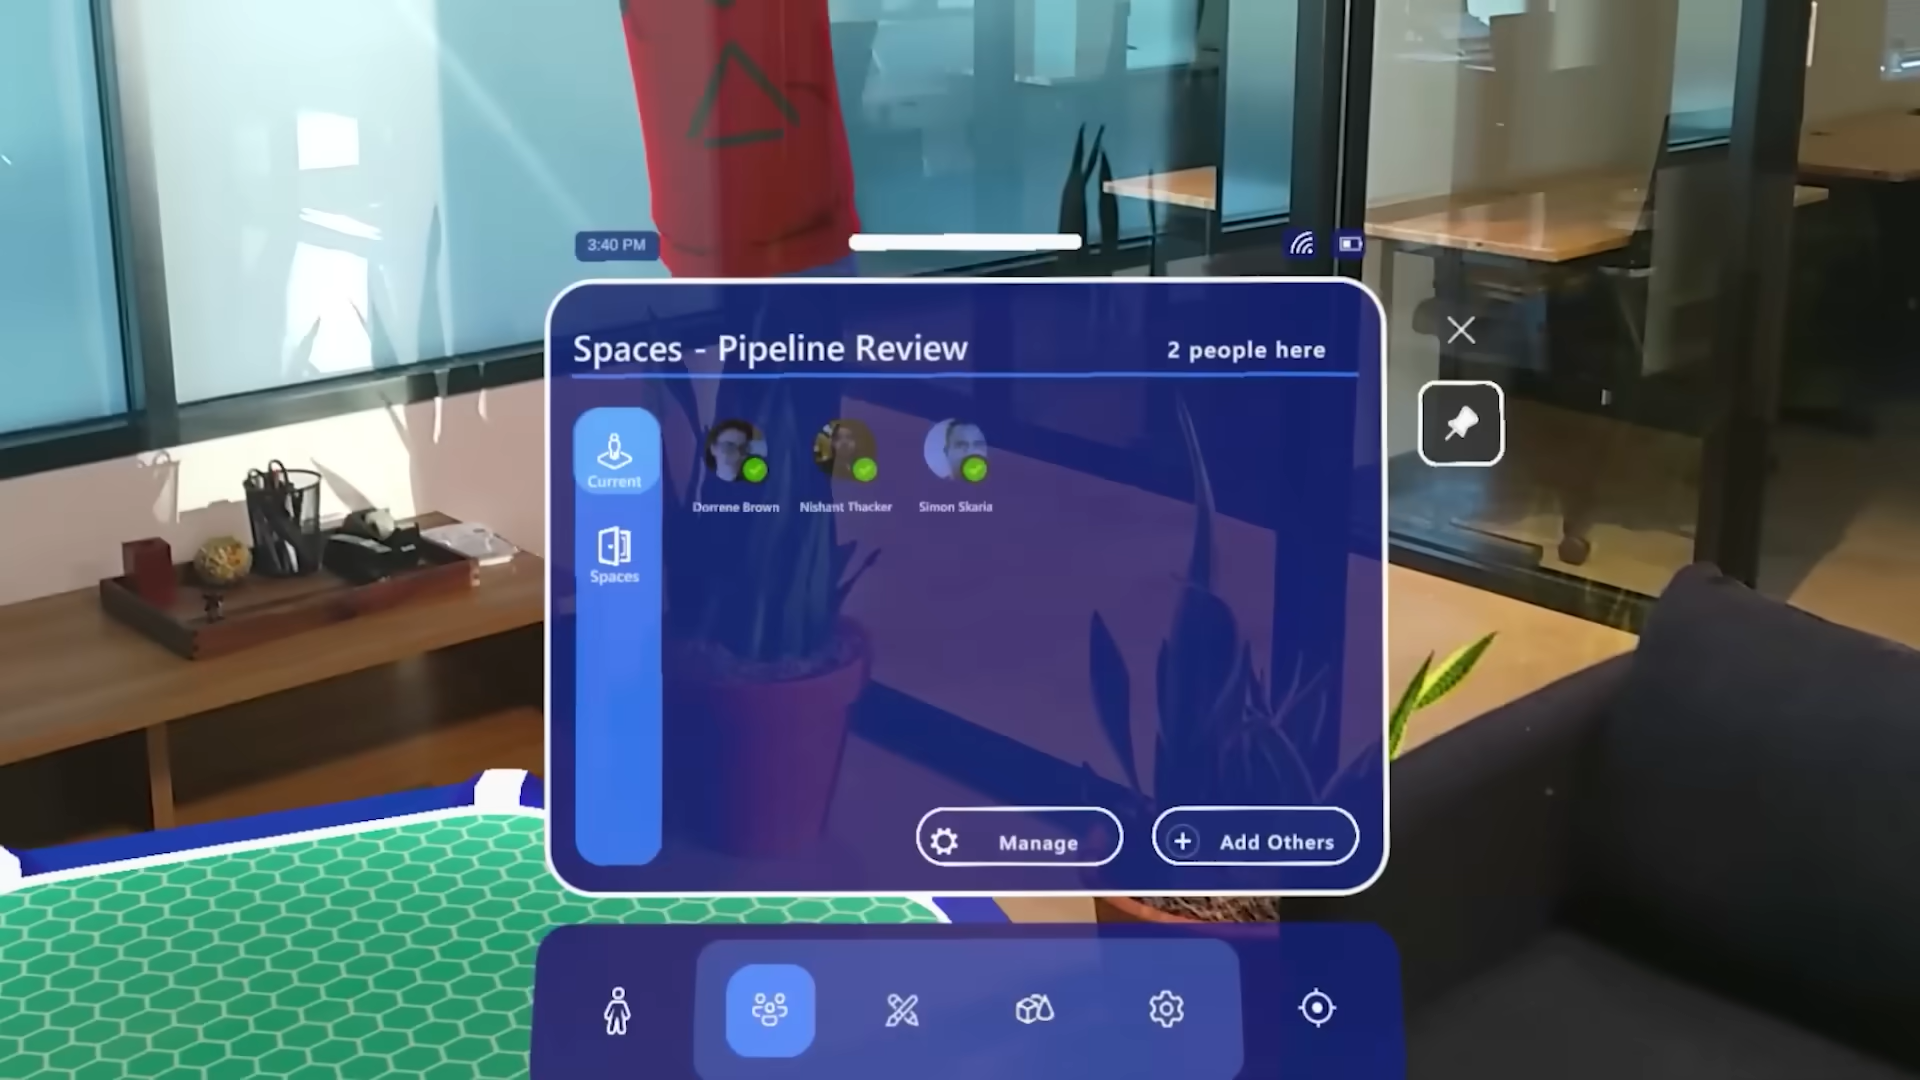 3:40 PM
Spaces - Pipeline Review
2 people here
Current
Spaces
Dorrene Brown
Nishant Thacker
Simon Skaria
Manage
Add Others